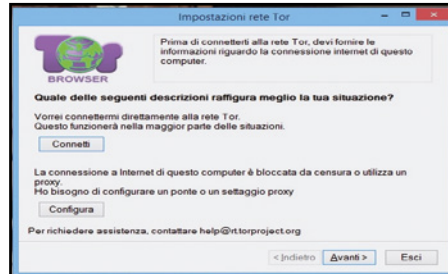 Impostazioni rete Tor
Tor
BROWSER
Prima di connetterti alla rete Tor, devi fornire le
informazioni riguardo la connessione internet di questo
computer.
Quale delle seguenti descrizioni raffigura meglio la tua situazione?
Vorrei connettermi direttamente alla rete Tor.
Questo funzionerà nella maggior parte delle situazioni.
Connetti
La connessione a Internet di questo computer è bloccata da censura o utilizza un
proxy.
Ho bisogno di configurare un ponte o un settaggio proxy
Configura
Per richiedere assistenza, contattare help@rt.torproject.org
< Indietro
Avanti >
Esci